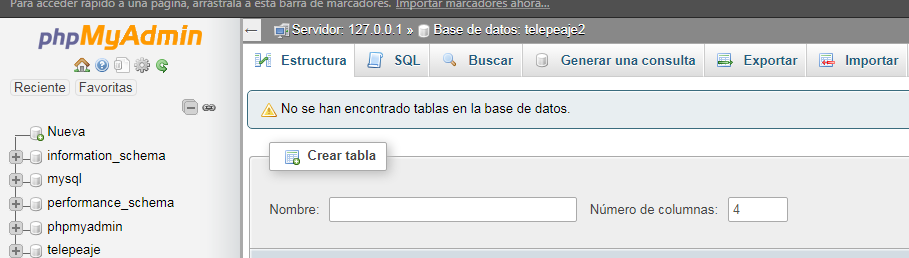 Para acceder rápido a una página, arrástrala a esta barra de marcadores. Importar marcadores ahora...
phpMyAdmin
Reciente Favoritas
Nueva
information_schema
mysql
performance_schema
phpmyadmin
telepeaje
Servidor: 127.0.0.1 » Base de datos: telepeaje2
Estructura SQL Buscar Generar una consulta Exportar Importar
No se han encontrado tablas en la base de datos.
Crear tabla
Nombre: Número de columnas: 4